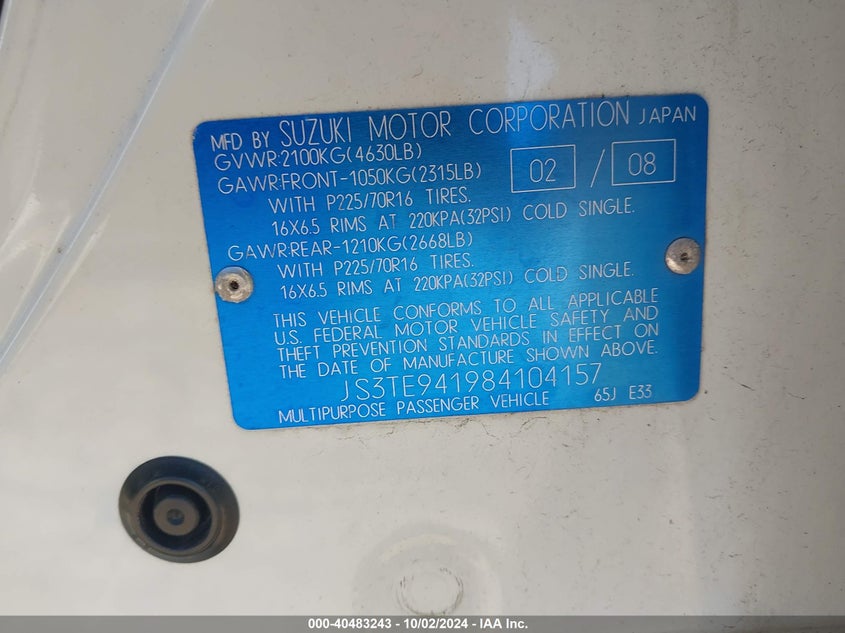 MFD BY SUZUKI MOTOR CORPORATION JAPAN
GVWR:2100KG(4630LB)
GAWR:FRONT-1050KG(2315LB) 02 / 08
WITH P225/70R16 TIRES.
16X6.5 RIMS AT 220KPA(32PSI) COLD SINGLE.
GAWR:REAR-1210KG(2668LB)
WITH P225/70R16 TIRES.
16X6.5 RIMS AT 220KPA(32PSI) COLD SINGLE.
THIS VEHICLE CONFORMS TO ALL APPLICABLE
U.S. FEDERAL MOTOR VEHICLE SAFETY AND
THEFT PREVENTION STANDARDS IN EFFECT ON
THE DATE OF MANUFACTURE SHOWN ABOVE.
JS3TE941984104157
MULTIPURPOSE PASSENGER VEHICLE 65J E33
000-40483243 - 10/02/2024 - IAA Inc.